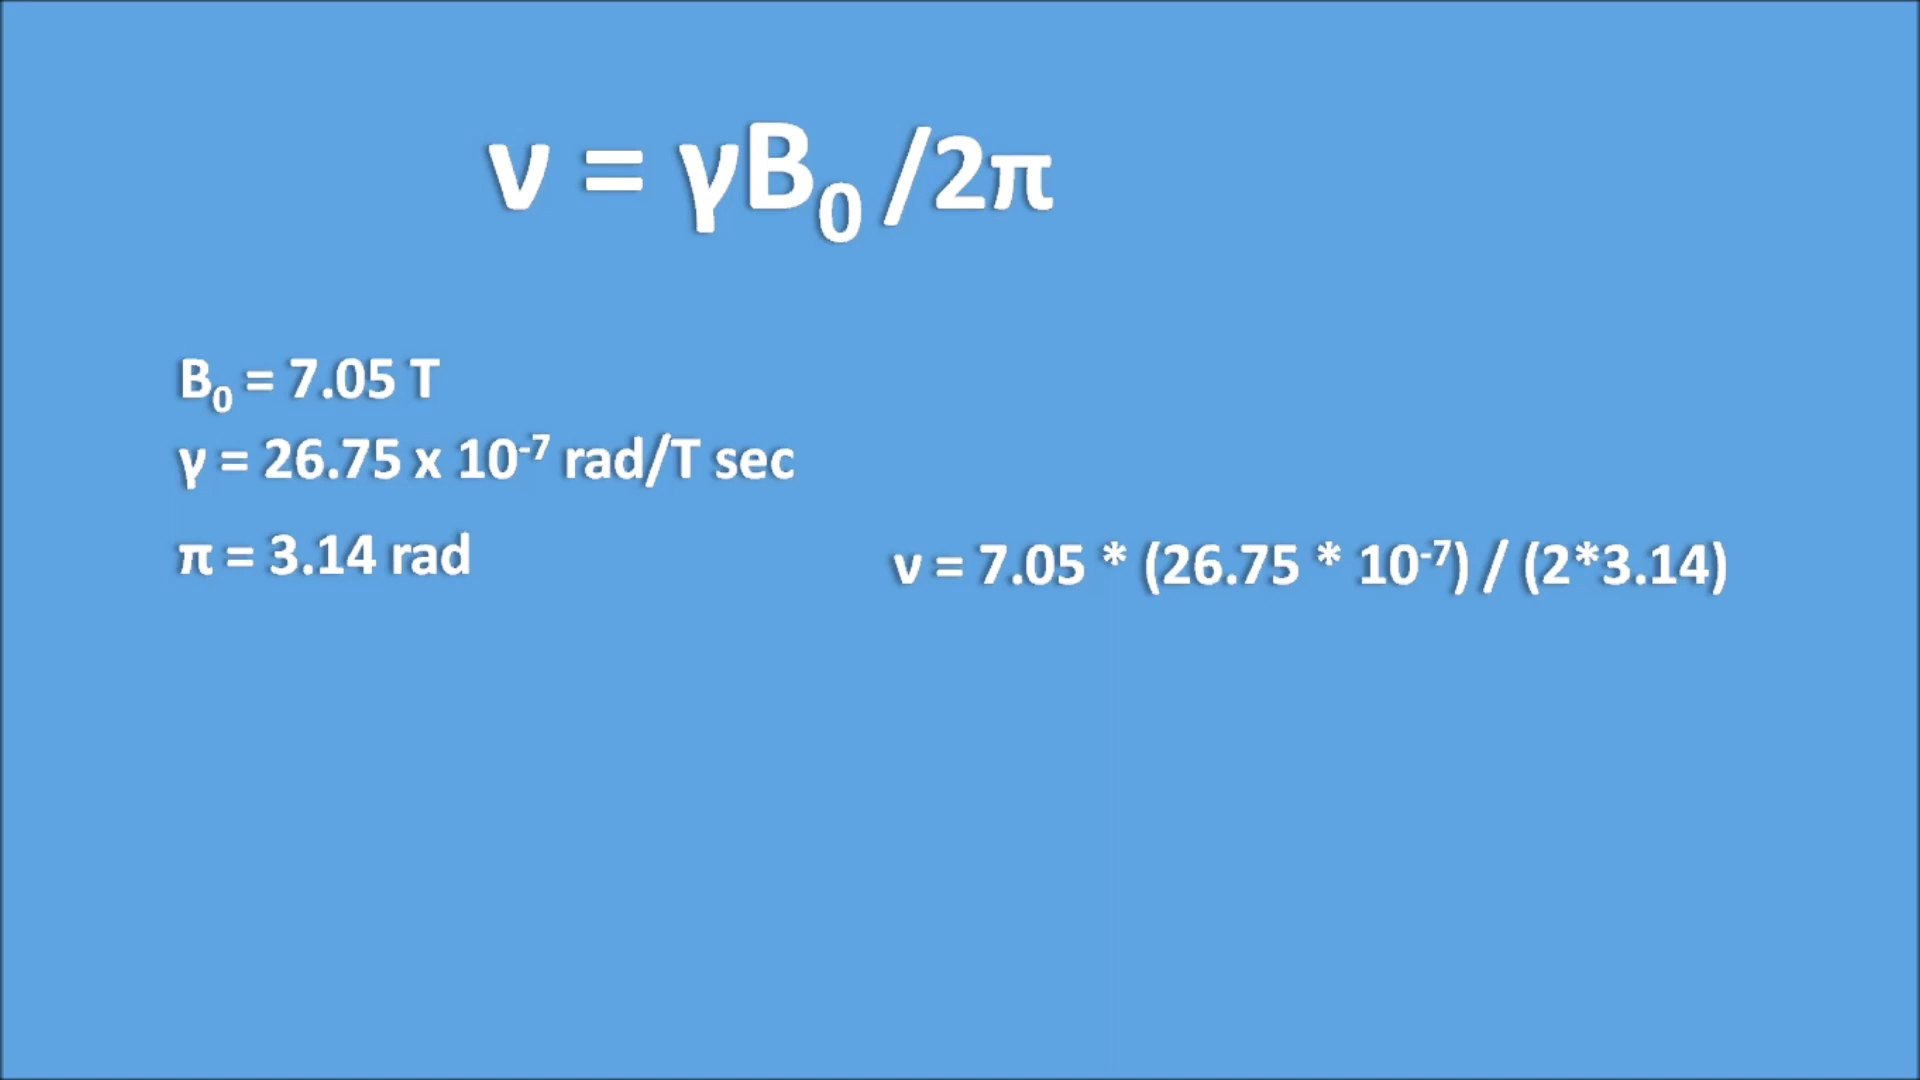 ν = γB₀ /2π
B₀ = 7.05 T
γ = 26.75 x 10⁻⁷ rad/T sec
π = 3.14 rad
ν = 7.05 * (26.75 * 10⁻⁷) / (2*3.14)